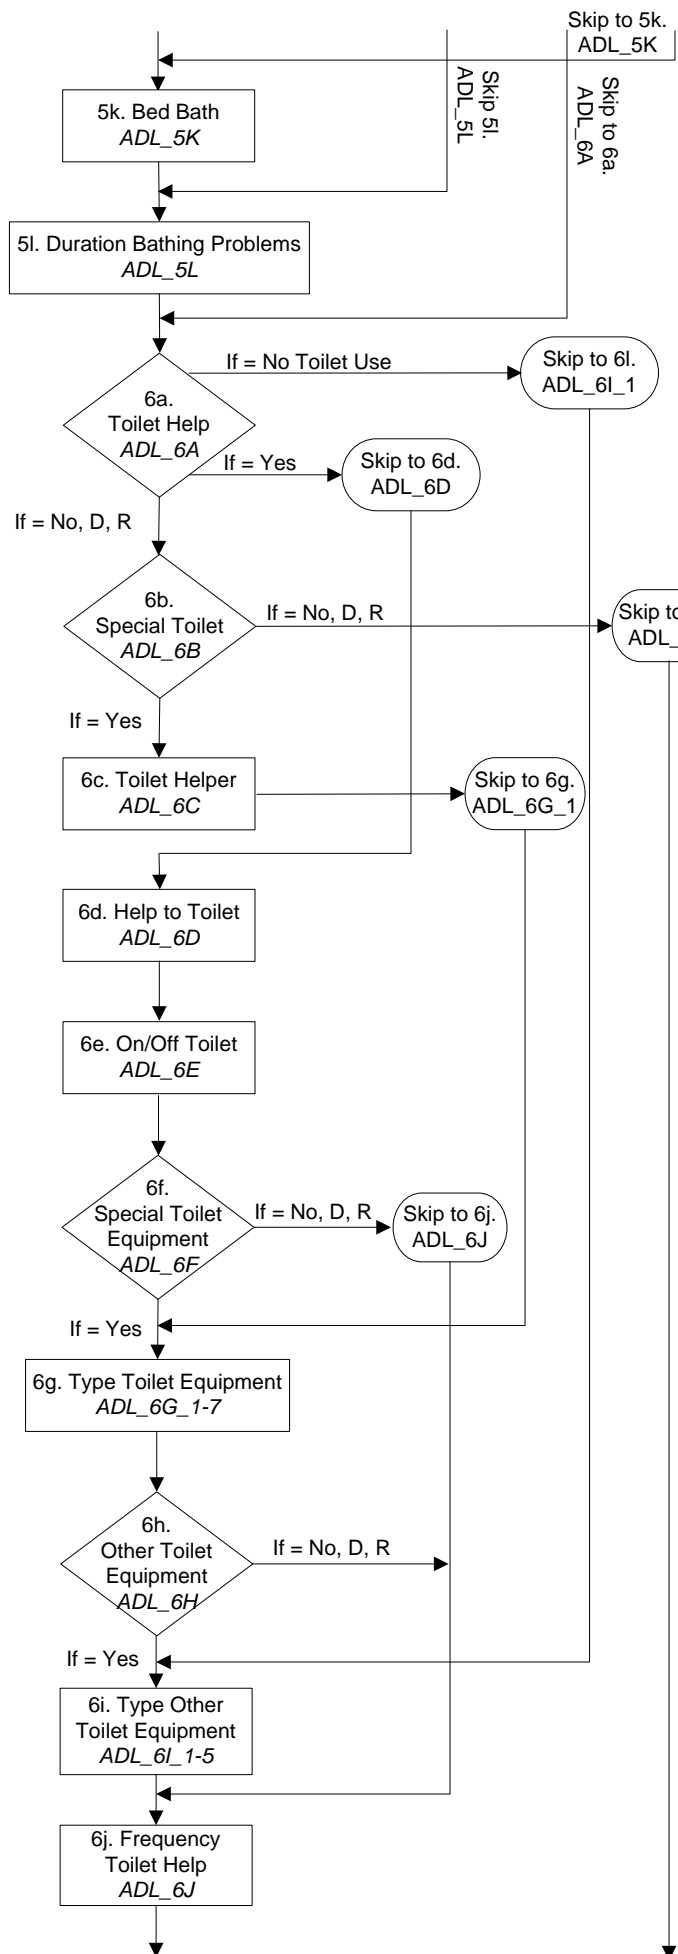 Skip to 5k.
ADL_5K
Skip 5l.
ADL_5L
Skip to 6a.
ADL_6A
5k. Bed Bath
ADL_5K
5l. Duration Bathing Problems
ADL_5L
If = No Toilet Use
Skip to 6l.
ADL_6I_1
6a.
Toilet Help
ADL_6A
If = Yes
Skip to 6d.
ADL_6D
If = No, D, R
6b.
Special Toilet
ADL_6B
If = No, D, R
Skip to
ADL_
If = Yes
6c. Toilet Helper
ADL_6C
Skip to 6g.
ADL_6G_1
6d. Help to Toilet
ADL_6D
6e. On/Off Toilet
ADL_6E
6f.
Special Toilet
Equipment
ADL_6F
If = No, D, R
Skip to 6j.
ADL_6J
If = Yes
6g. Type Toilet Equipment
ADL_6G_1-7
6h.
Other Toilet
Equipment
ADL_6H
If = No, D, R
If = Yes
6i. Type Other
Toilet Equipment
ADL_6I_1-5
6j. Frequency
Toilet Help
ADL_6J